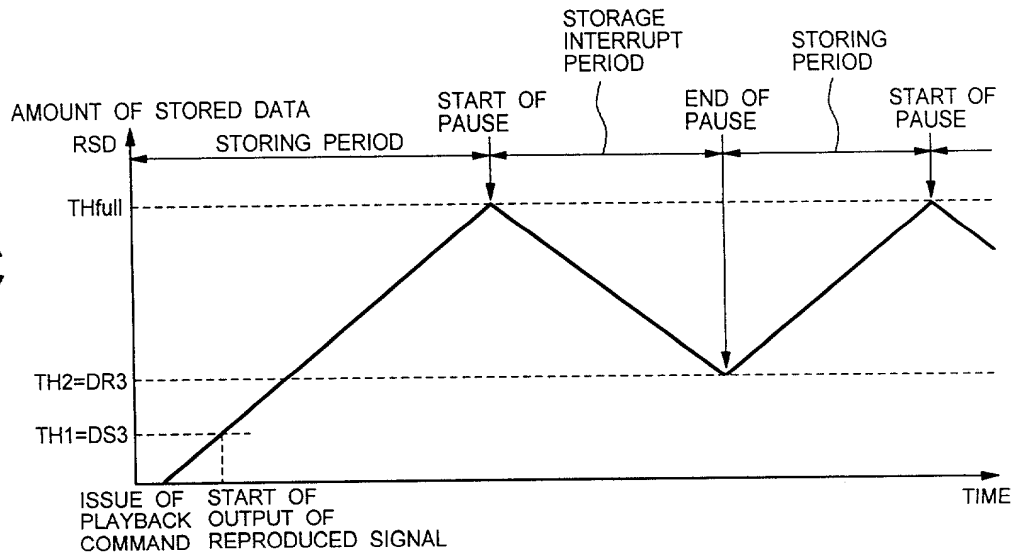 STORAGE
INTERRUPT
PERIOD
STORING
PERIOD
AMOUNT OF STORED DATA
RSD
START OF
PAUSE
END OF
PAUSE
START OF
PAUSE
STORING PERIOD
THfull
TH2=DR3
TH1=DS3
TIME
ISSUE OF
PLAYBACK
COMMAND
START OF
OUTPUT OF
REPRODUCED SIGNAL